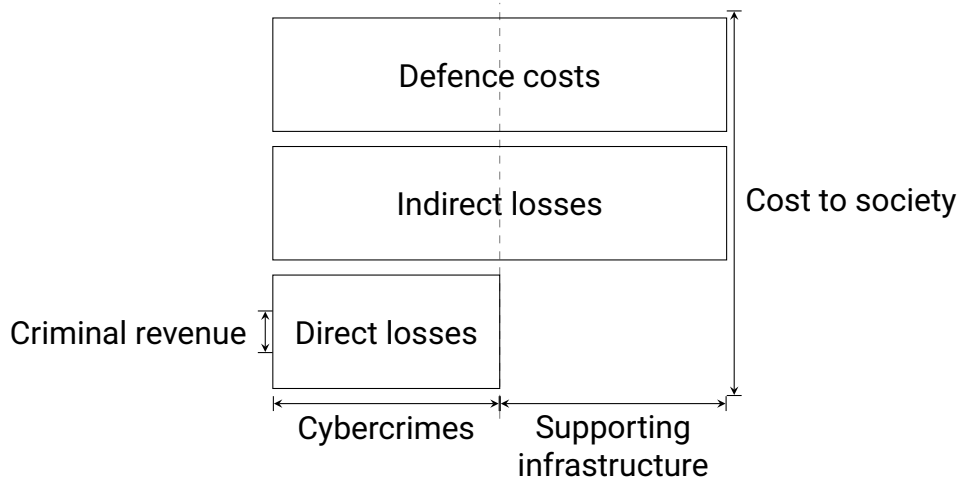 Defence costs
Indirect losses
Cost to society
Criminal revenue
Direct losses
Cybercrimes
Supporting
infrastructure